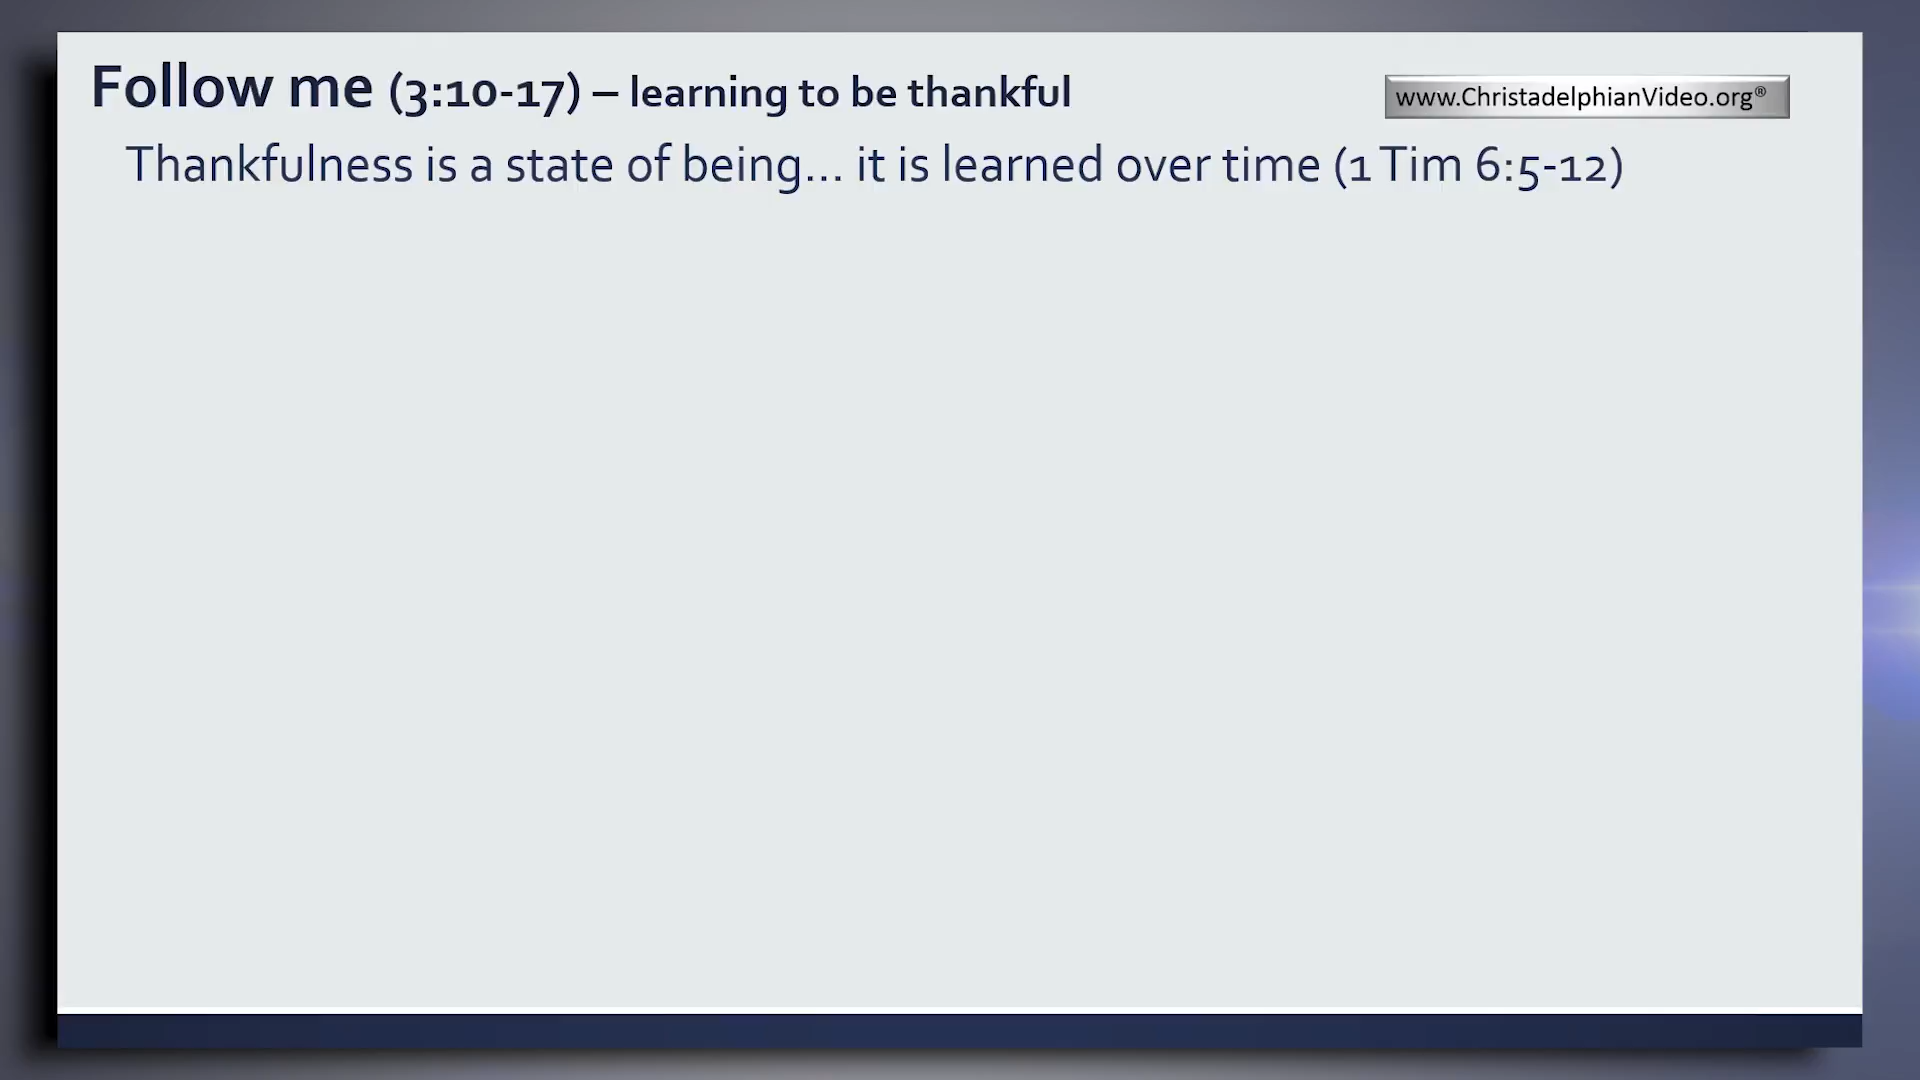 Follow me (3:10-17) – learning to be thankful
www.ChristadelphianVideo.org®
Thankfulness is a state of being... it is learned over time (1 Tim 6:5-12)